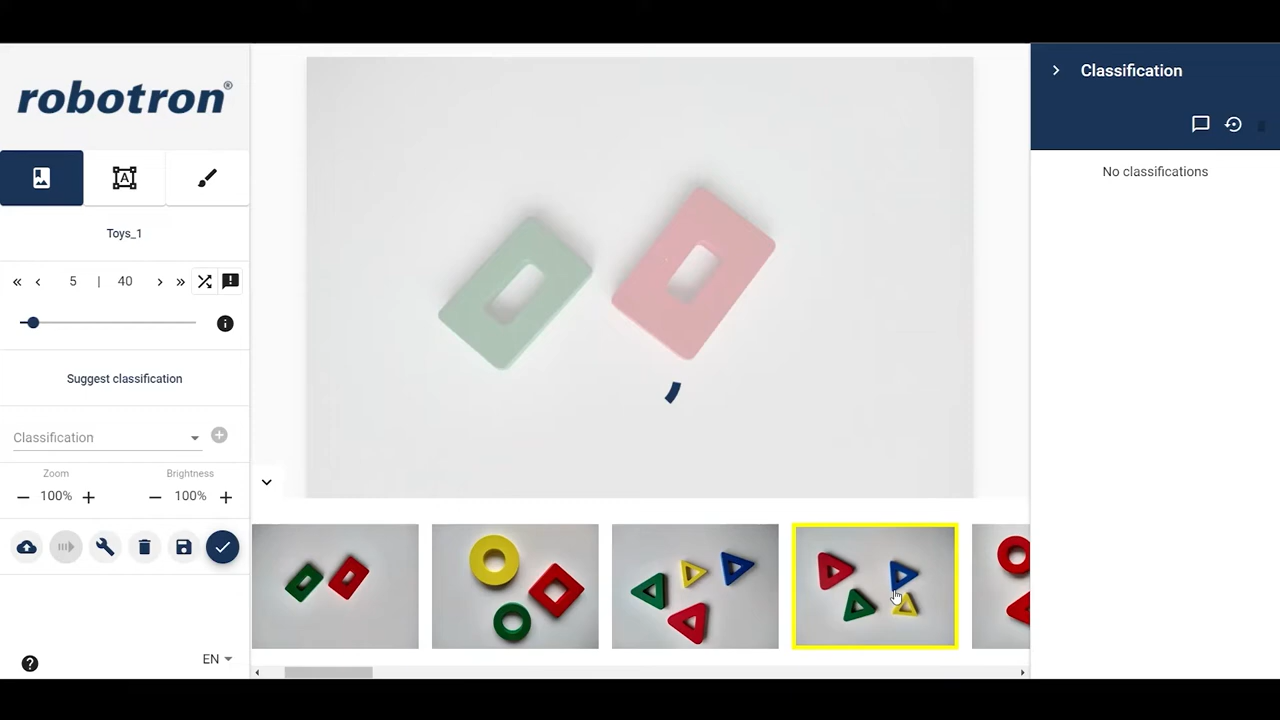 robotron®
A
Toys_1
« ‹ 5 | 40 › »
Suggest classification
Classification
Zoom
Brightness
100%
100%
EN
Classification
No classifications